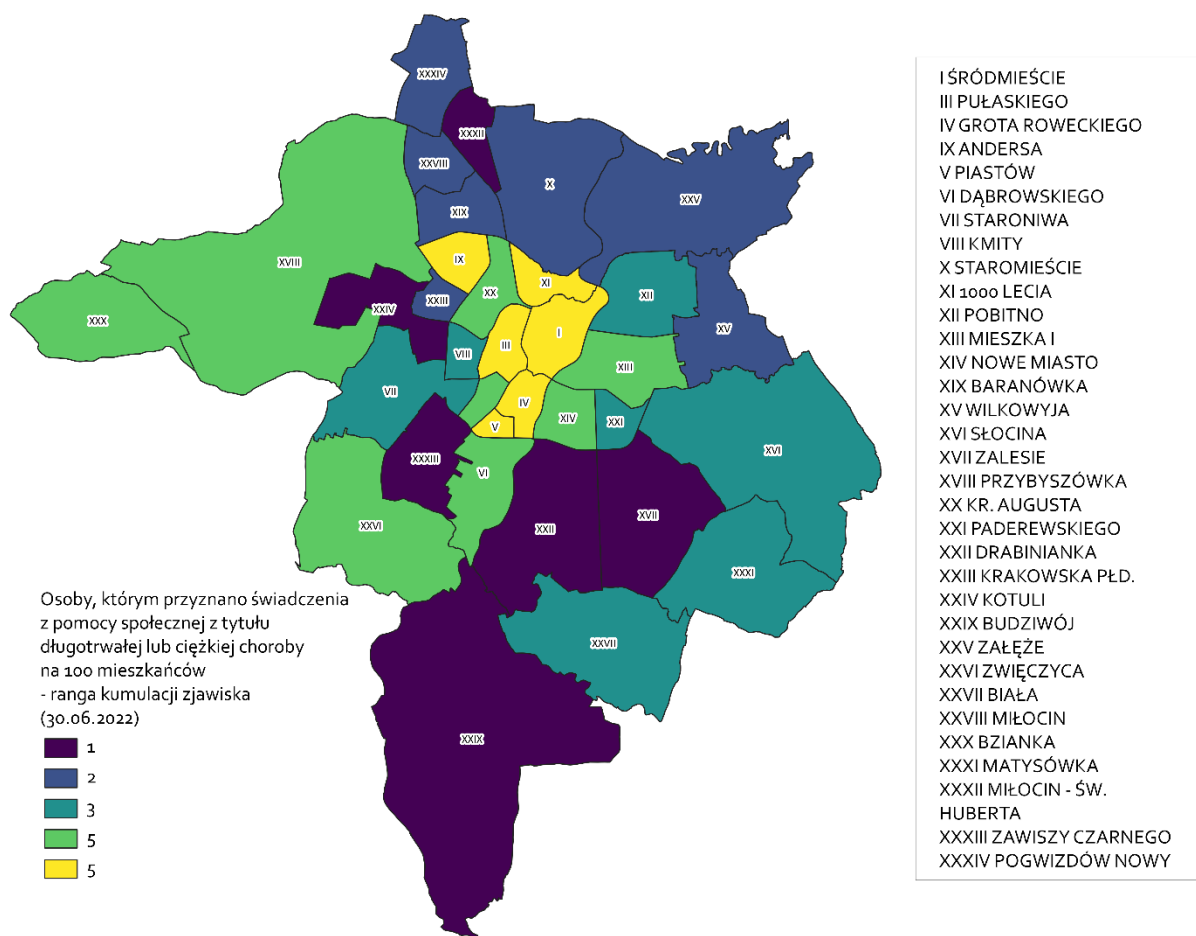 XXXIV
XXXII
XXVIII
X
XXV
XIX
IX
XVIII
XI
XX
XII
XXIII
XXIV
XXX
XV
I
III
VIII
XIII
VII
IV
XIV
XXI
V
XVI
XXXIII
VI
XXVI
XXII
XVII
XXXI
XXVII
XXIX
Osoby, którym przyznano świadczenia
z pomocy społecznej z tytułu
długotrwałej lub ciężkiej choroby
na 100 mieszkańców
- ranga kumulacji zjawiska
(30.06.2022)
1
2
3
5
5
I ŚRÓDMIEŚCIE
III PUŁASKIEGO
IV GROTA ROWECKIEGO
IX ANDERSA
V PIASTÓW
VI DĄBROWSKIEGO
VII STARONIWA
VIII KMITY
X STAROMIEŚCIE
XI 1000 LECIA
XII POBITNO
XIII MIESZKA I
XIV NOWE MIASTO
XIX BARANÓWKA
XV WILKOWYJA
XVI SŁOCINA
XVII ZALESIE
XVIII PRZYBYSZÓWKA
XX KR. AUGUSTA
XXI PADEREWSKIEGO
XXII DRABINIANKA
XXIII KRAKOWSKA PŁD.
XXIV KOTULI
XXIX BUDZIWÓJ
XXV ZAŁĘŻE
XXVI ZWIĘCZYCA
XXVII BIAŁA
XXVIII MIŁOCIN
XXX BZIANKA
XXXI MATYSÓWKA
XXXII MIŁOCIN - ŚW.
HUBERTA
XXXIII ZAWISZY CZARNEGO
XXXIV POGWIZDÓW NOWY